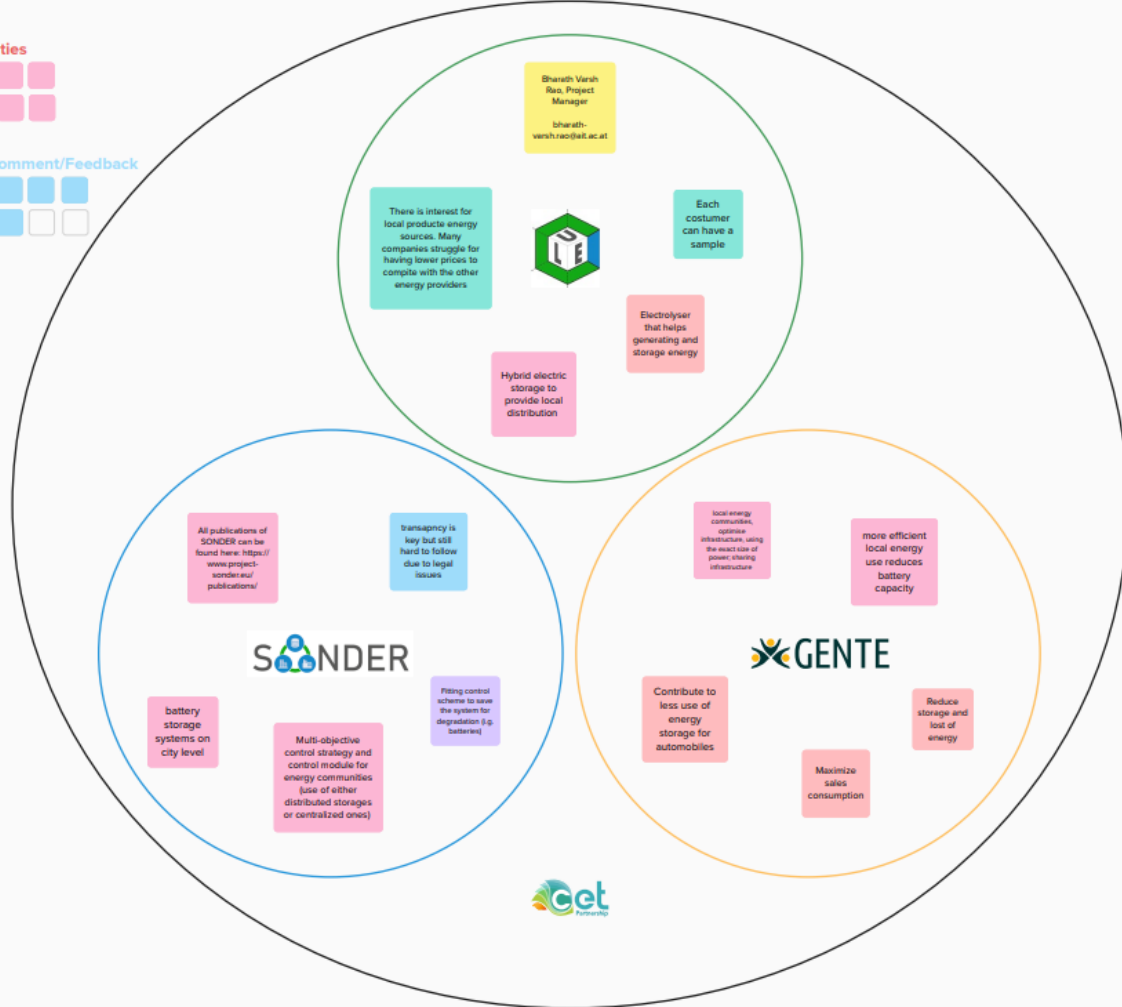 ties
omment/Feedback
Bharath Varsh
Rao, Project
Manager
bharath-
varsh.rao@ait.ac.at
There is interest for
local producte energy
sources. Many
companies struggle for
having lower prices to
compite with the other
energy providers
U
L
E
Each
costumer
can have a
sample
Electrolyser
that helps
generating and
storage energy
Hybrid electric
storage to
provide local
distribution
All publications of
SONDER can be
found here: https://
www.project-
sonder.eu/
publications/
transapncy is
key but still
hard to follow
due to legal
issues
SONDER
battery
storage
systems on
city level
Multi-objective
control strategy and
control module for
energy communities
(use of either
distributed storages
or centralized ones)
Pitting control
scheme to save
the system for
degradation (i.g.
batteries)
local energy
communities,
optimise
infrastructure, using
the exact size of
power; sharing
infrastructure
more efficient
local energy
use reduces
battery
capacity
GENTE
Contribute to
less use of
energy
storage for
automobiles
Reduce
storage and
lost of
energy
Maximize
sales
consumption
cet
Partnership